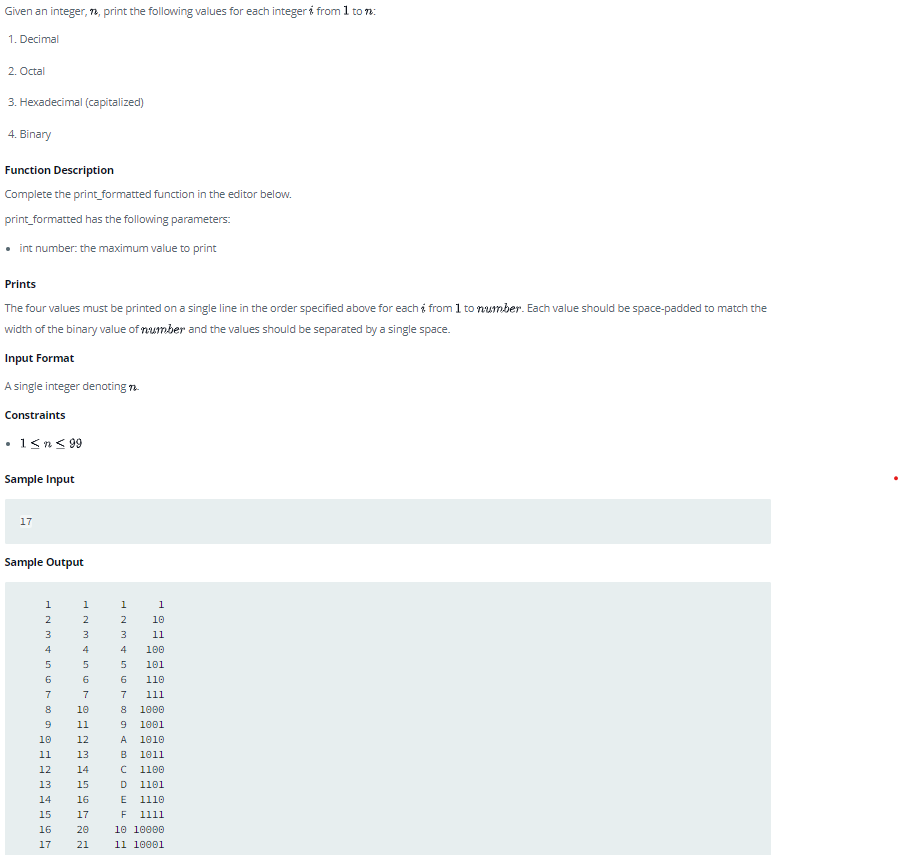 Given an integer, n, print the following values for each integer i from 1 to n:
1. Decimal
2. Octal
3. Hexadecimal (capitalized)
4. Binary
Function Description
Complete the print_formatted function in the editor below.
print_formatted has the following parameters:
• int number: the maximum value to print
Prints
The four values must be printed on a single line in the order specified above for each i from 1 to number. Each value should be space-padded to match the
width of the binary value of number and the values should be separated by a single space.
Input Format
A single integer denoting n.
Constraints
• 1 ≤ n ≤ 99
Sample Input
17
Sample Output
    1     1     1     1
    2     2     2    10
    3     3     3    11
    4     4     4   100
    5     5     5   101
    6     6     6   110
    7     7     7   111
    8    10     8  1000
    9    11     9  1001
   10    12     A  1010
   11    13     B  1011
   12    14     C  1100
   13    15     D  1101
   14    16     E  1110
   15    17     F  1111
   16    20    10 10000
   17    21    11 10001